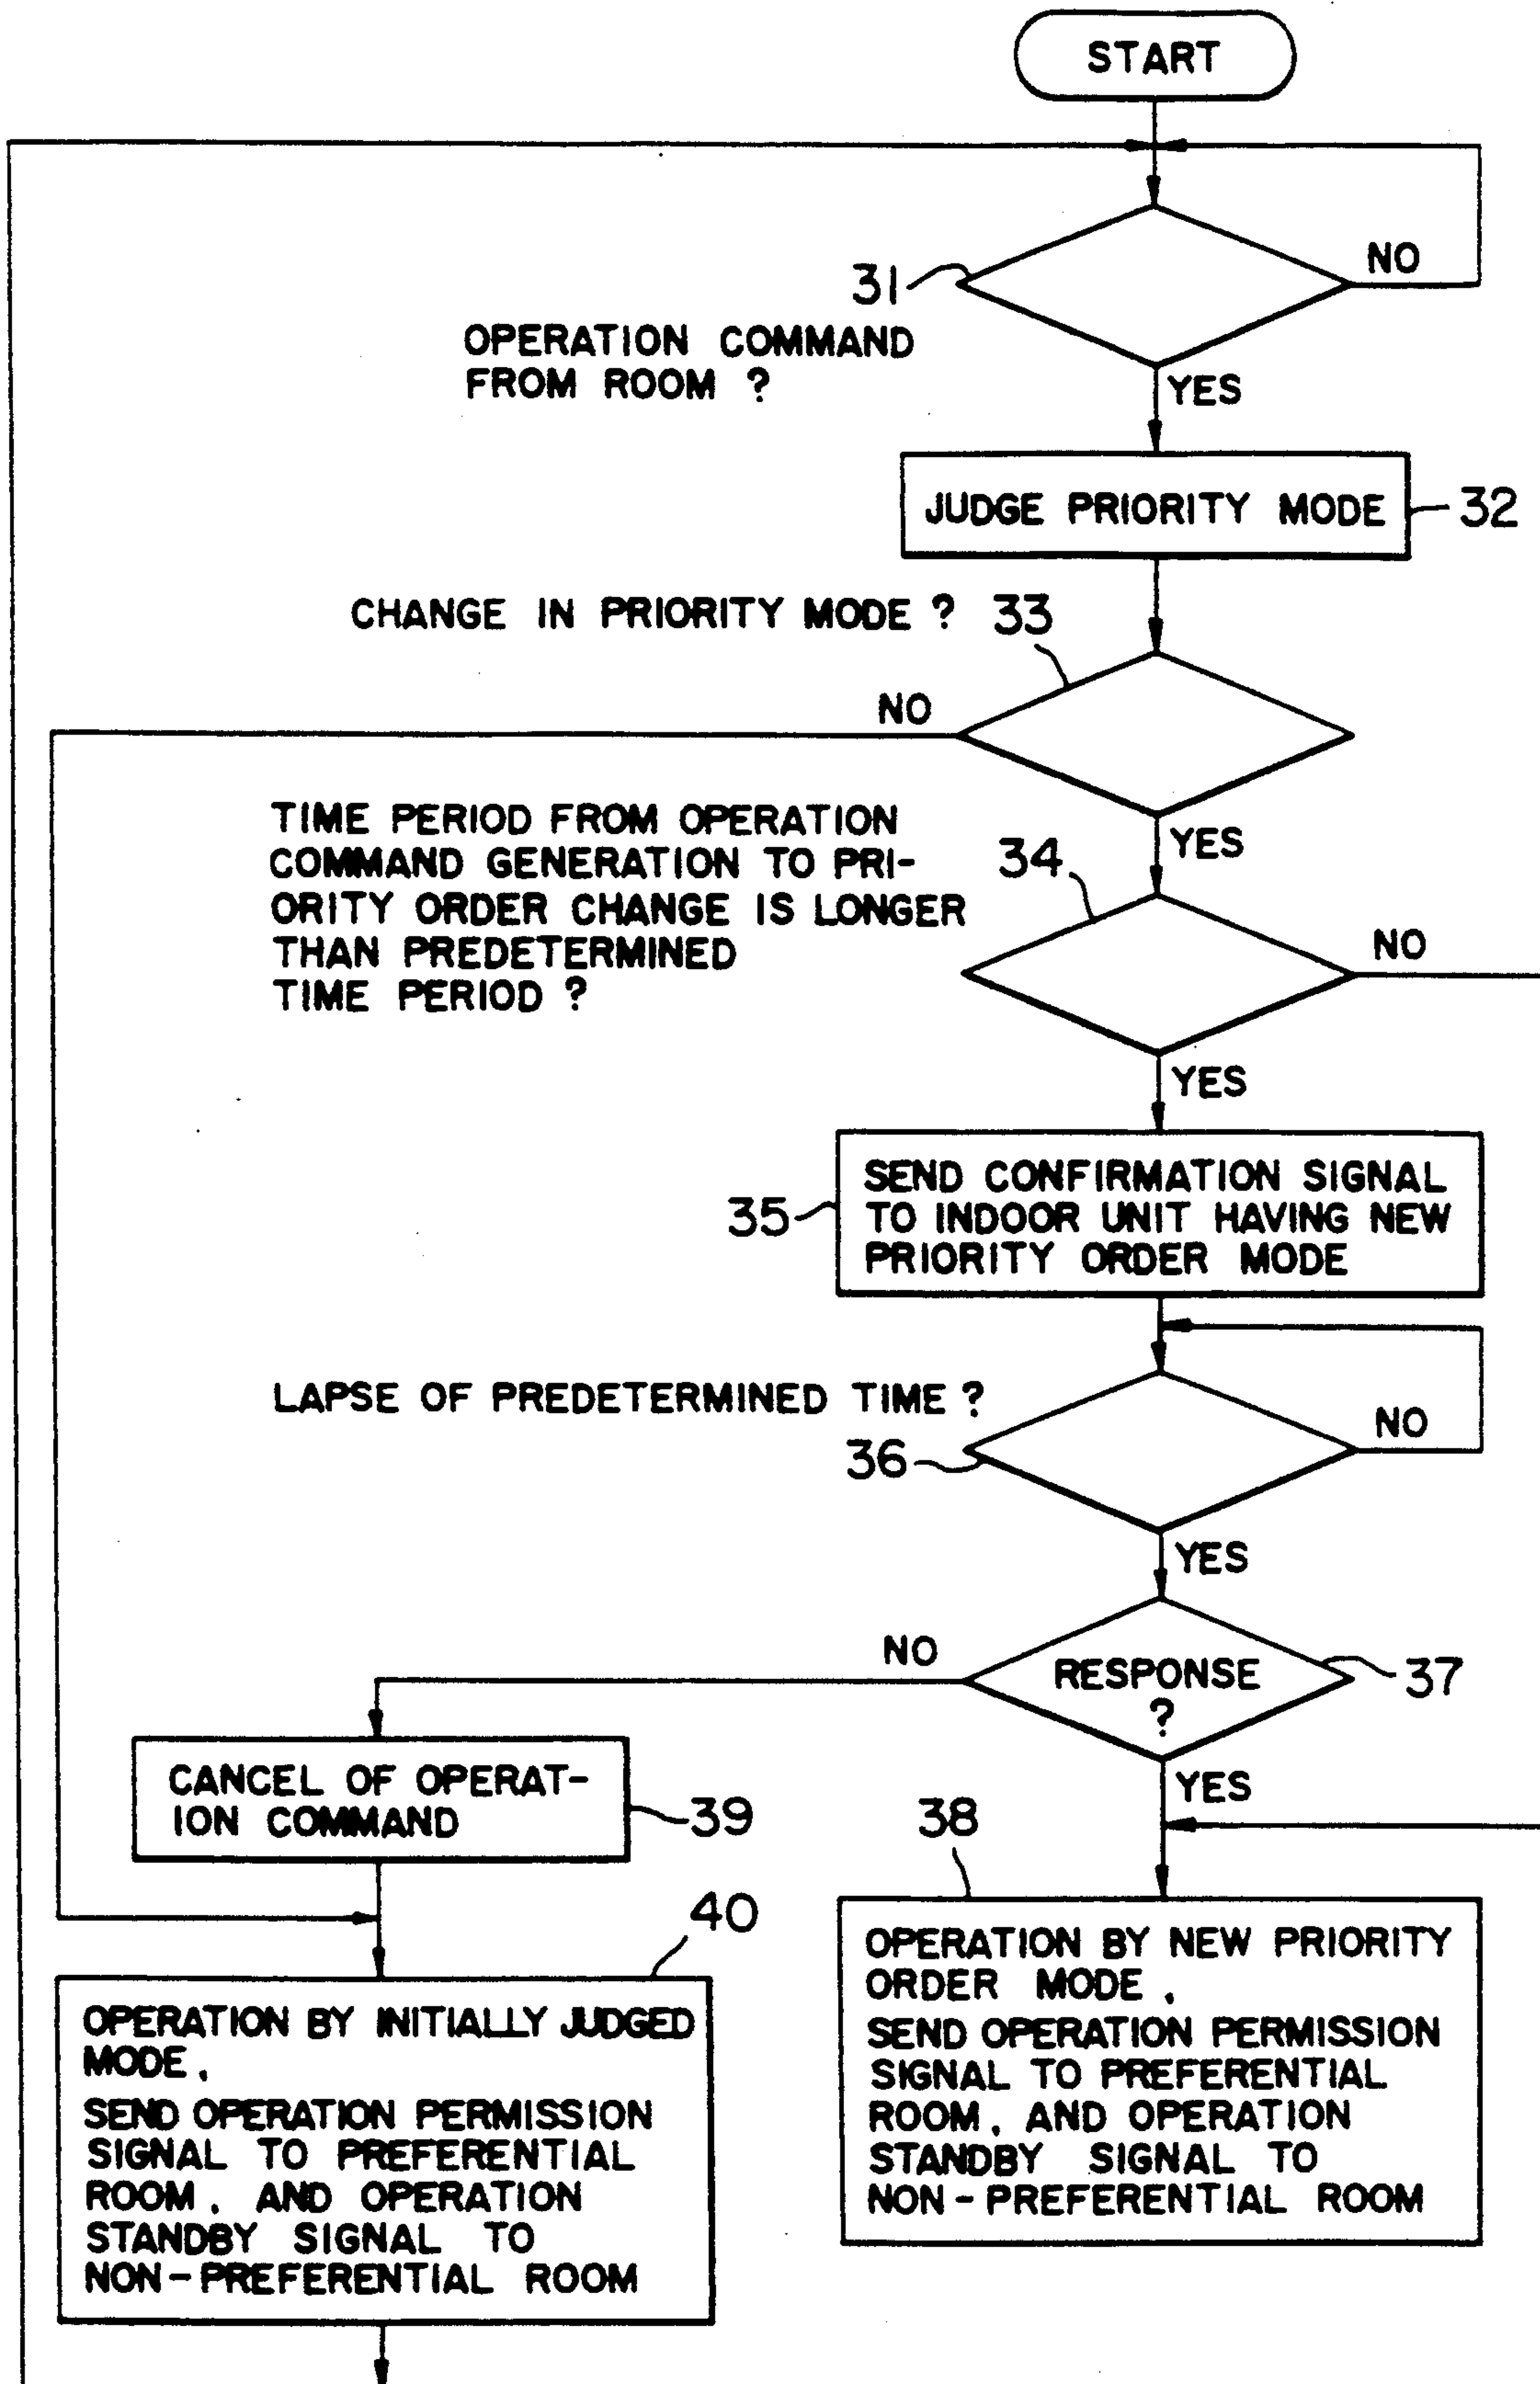 START
NO
31
OPERATION COMMAND
FROM ROOM ?
YES
JUDGE PRIORITY MODE
32
CHANGE IN PRIORITY MODE ?
33
NO
YES
TIME PERIOD FROM OPERATION
COMMAND GENERATION TO PRI-
ORITY ORDER CHANGE IS LONGER
THAN PREDETERMINED
TIME PERIOD ?
34
NO
YES
35
SEND CONFIRMATION SIGNAL
TO INDOOR UNIT HAVING NEW
PRIORITY ORDER MODE
LAPSE OF PREDETERMINED TIME ?
36
NO
YES
NO
RESPONSE
?
37
YES
CANCEL OF OPERAT-
ION COMMAND
39
38
40
OPERATION BY INITIALLY JUDGED
MODE.
SEND OPERATION PERMISSION
SIGNAL TO PREFERENTIAL
ROOM, AND OPERATION
STANDBY SIGNAL TO
NON-PREFERENTIAL ROOM
OPERATION BY NEW PRIORITY
ORDER MODE.
SEND OPERATION PERMISSION
SIGNAL TO PREFERENTIAL
ROOM, AND OPERATION
STANDBY SIGNAL TO
NON-PREFERENTIAL ROOM